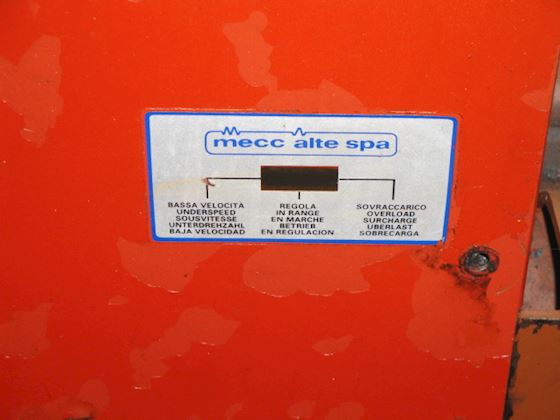 mecc alte spa
BASSA VELOCITÀ
UNDERSPEED
SOUSVITESSE
UNTERDREHZAHL
BAJA VELOCIDAD
REGOLA
IN RANGE
EN MARCHE
BETRIEB
EN REGULACION
SOVRACCARICO
OVERLOAD
SURCHARGE
UBERLAST
SOBRECARGA